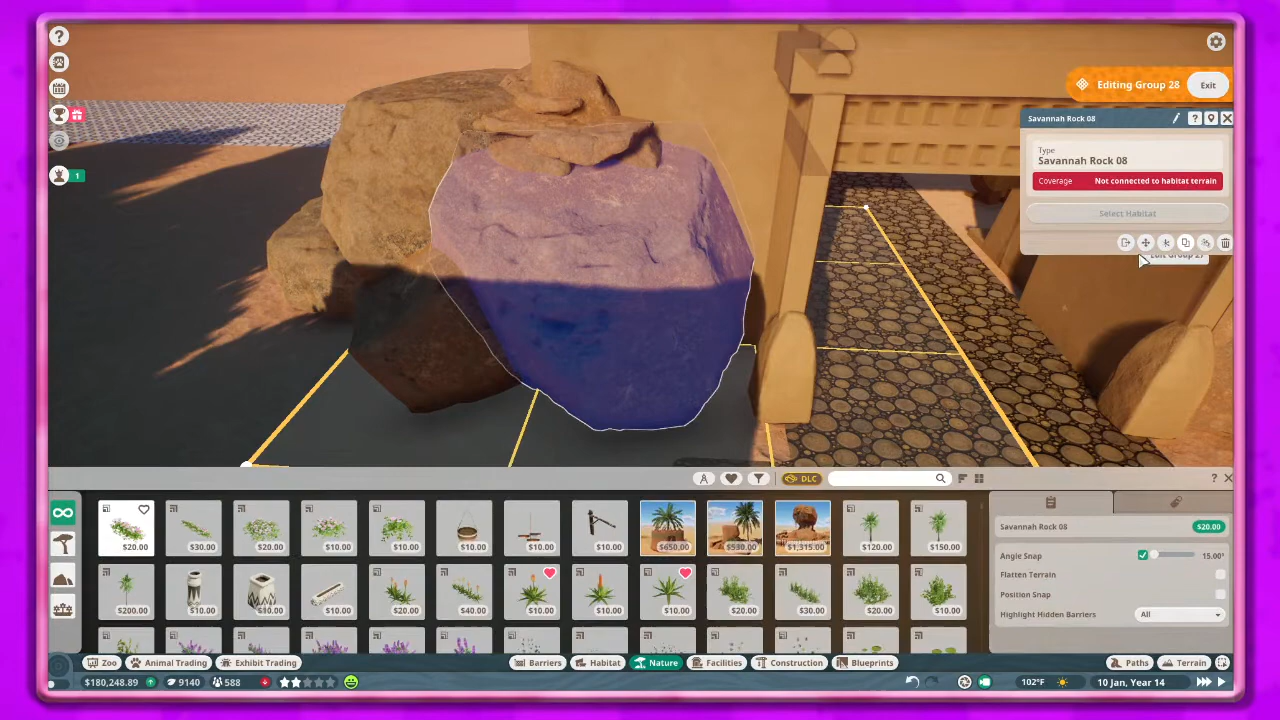 ?
Editing Group 28
Exit
Savannah Rock 08
?
Type
Savannah Rock 08
Coverage Not connected to habitat terrain
Select Habitat
1
DLC
?
$20.00 $30.00 $20.00 $10.00 $10.00 $10.00 $10.00 $10.00 $650.00 $530.00 $1,315.00 $120.00 $150.00
Savannah Rock 08 $20.00
Angle Snap 15.00°
Flatten Terrain
Position Snap
Highlight Hidden Barriers All
$200.00 $10.00 $10.00 $10.00 $20.00 $40.00 $10.00 $10.00 $10.00 $20.00 $30.00 $20.00 $10.00
Zoo Animal Trading Exhibit Trading Barriers Habitat Nature Facilities Construction Blueprints Paths Terrain
$180,248.89 9140 588 102°F 10 Jan, Year 14